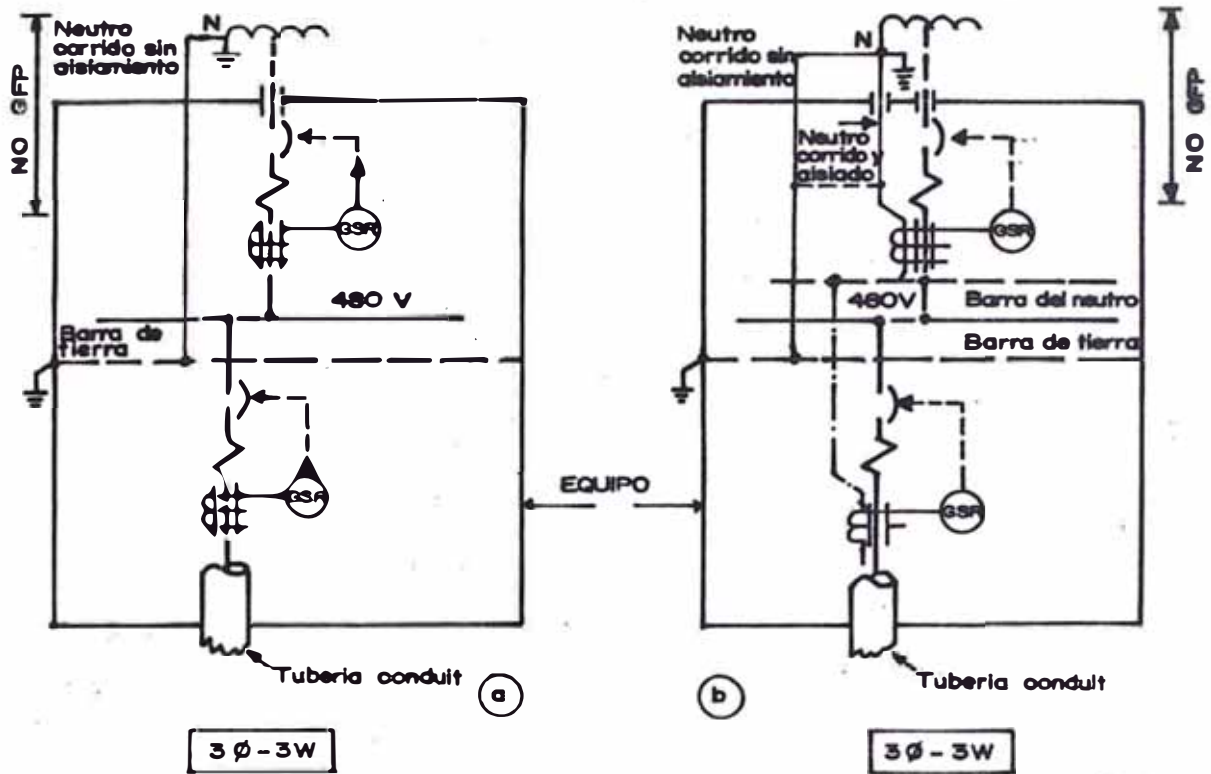 Neutro
corrido sin
aislamiento
N
NO GFP
GSR
480 V
Barra de
tierra
GSR
Tuberia conduit
a
3 Ø - 3W
EQUIPO
Neutro
corrido sin
aislamiento
N
NO GFP
Neutro
corrido y
aislado
GSR
460V
Barra del neutro
Barra de tierra
GSR
Tuberia conduit
b
3 Ø - 3W